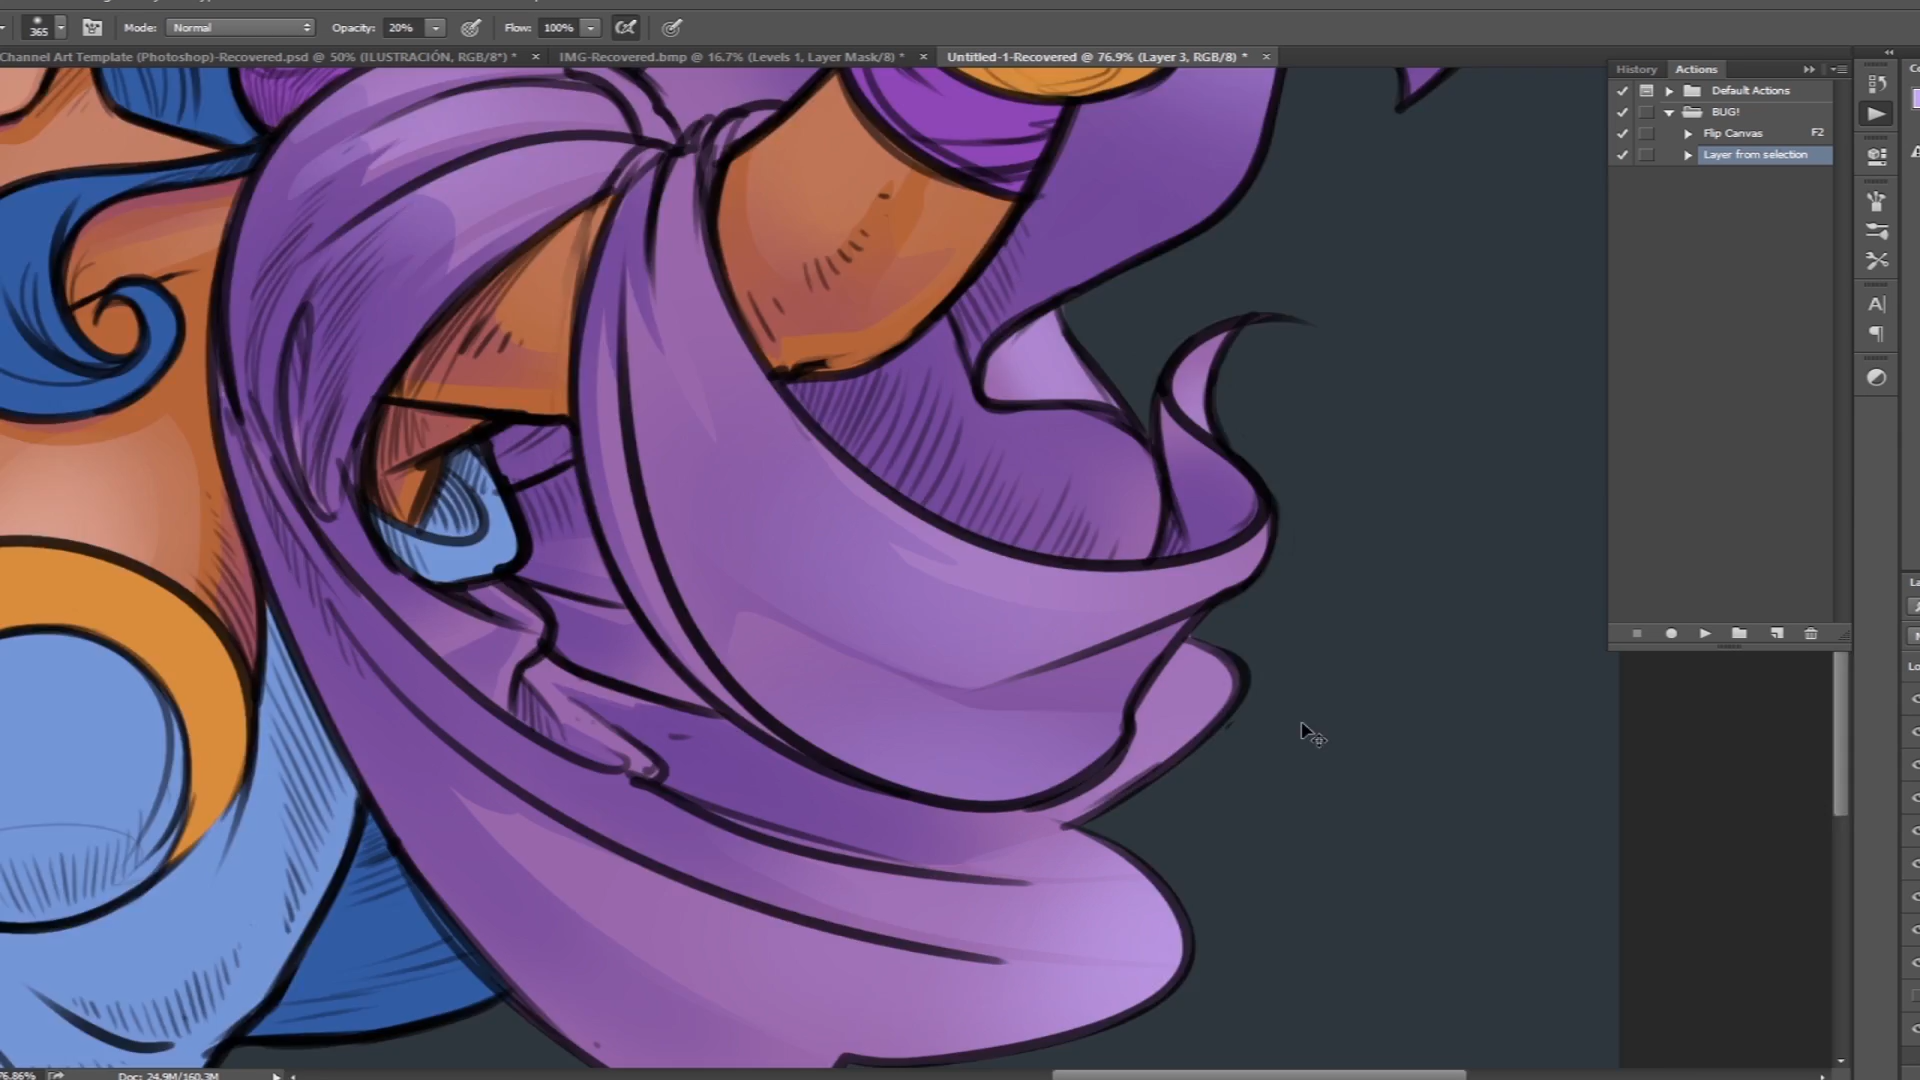 365 Mode: Normal Opacity: 20% Flow: 100%
Channel Art Template (Photoshop)-Recovered.psd @ 50% (ILUSTRACIÓN, RGB/8*) * × IMG-Recovered.bmp @ 16.7% (Levels 1, Layer Mask/8) * × Untitled-1-Recovered @ 76.9% (Layer 3, RGB/8) * ×
History Actions
Default Actions
BUG!
Flip Canvas F2
Layer from selection
A|
76.86% Doc: 24.9M/160.3M